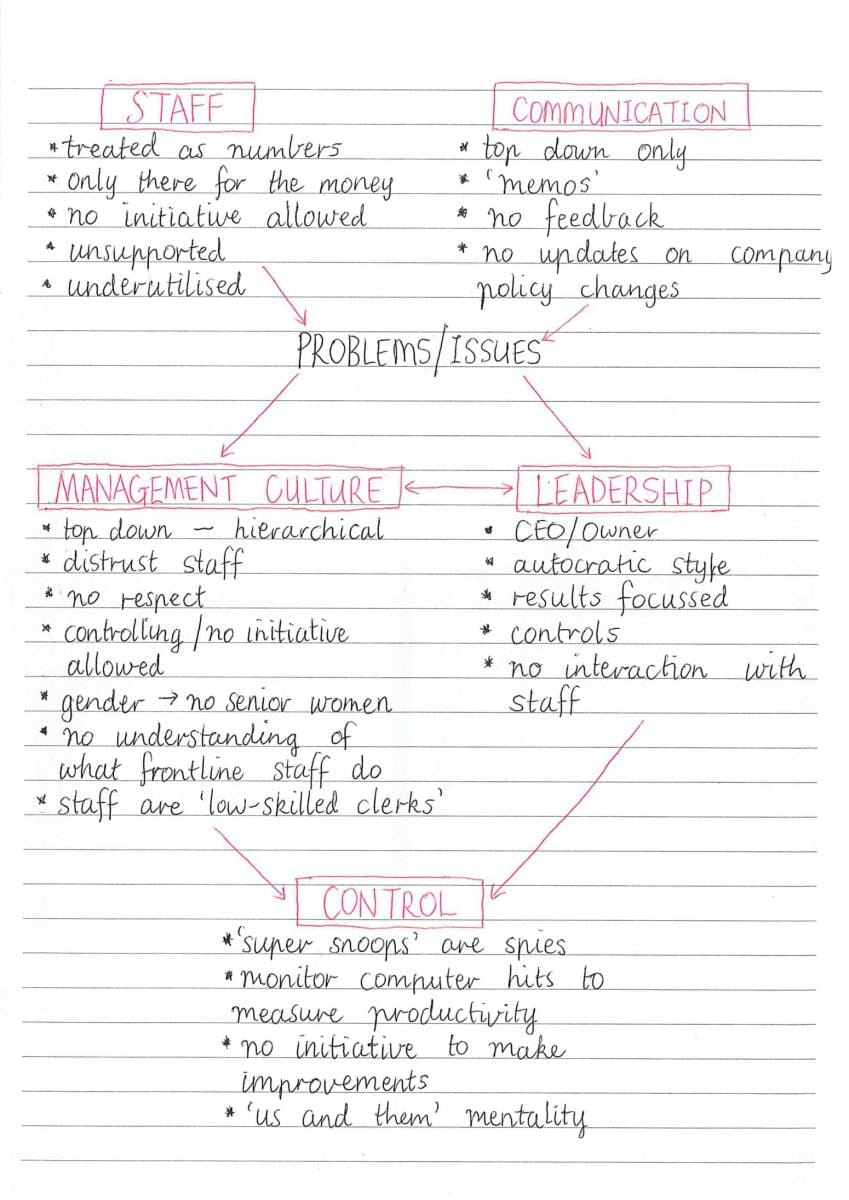 STAFF
* treated as numbers
* only there for the money
* no initiative allowed
* unsupported
* underutilised
COMMUNICATION
* top down only
* 'memos'
* no feedback
* no updates on company
policy changes
PROBLEMS/ISSUES
MANAGEMENT CULTURE
* top down – hierarchical
* distrust staff
* no respect
* controlling/no initiative
allowed
* gender → no senior women
* no understanding of
what frontline staff do
* staff are 'low-skilled clerks'
LEADERSHIP
* CEO/Owner
* autocratic style
* results focussed
* controls
* no interaction with
staff
CONTROL
* 'super snoops' are spies
* monitor computer hits to
measure productivity
* no initiative to make
improvements
* 'us and them' mentality